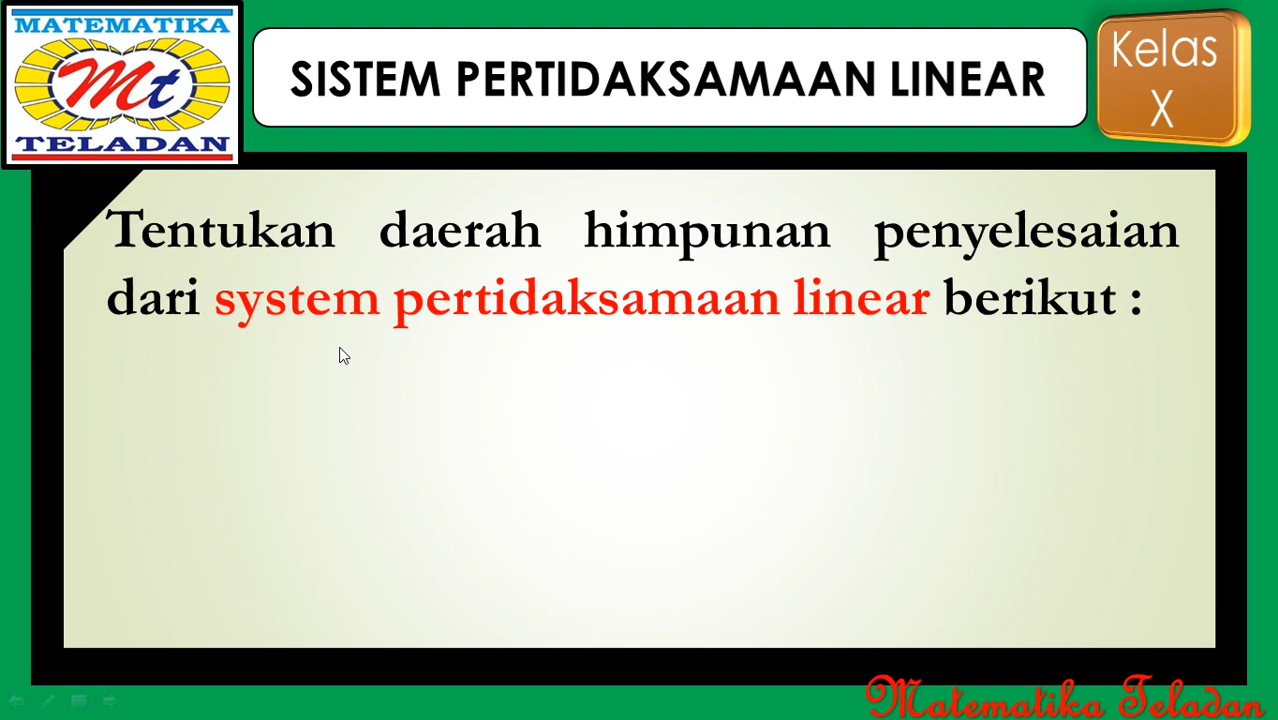 MATEMATIKA
Mt
TELADAN
SISTEM PERTIDAKSAMAAN LINEAR
Kelas
X
Tentukan daerah himpunan penyelesaian
dari system pertidaksamaan linear berikut :
Matematika Teladan